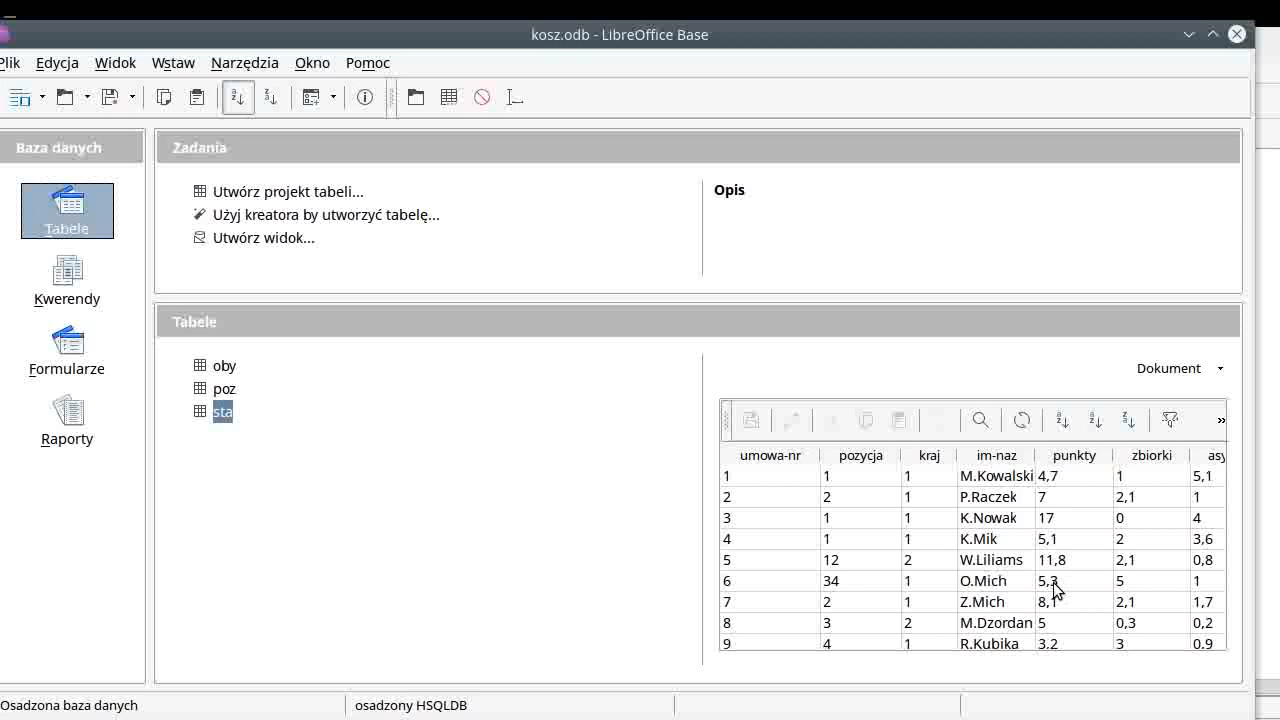 kosz.odb - LibreOffice Base
Plik Edycja Widok Wstaw Narzędzia Okno Pomoc
Baza danych
Tabele
Kwerendy
Formularze
Raporty
Zadania
Utwórz projekt tabeli...
Użyj kreatora by utworzyć tabelę...
Utwórz widok...
Opis
Tabele
oby
poz
sta
Dokument
umowa-nr pozycja kraj im-naz punkty zbiorki asy
1 1 1 M.Kowalski 4,7 1 5,1
2 2 1 P.Raczek 7 2,1 1
3 1 1 K.Nowak 17 0 4
4 1 1 K.Mik 5,1 2 3,6
5 12 2 W.Liliams 11,8 2,1 0,8
6 34 1 O.Mich 5,3 5 1
7 2 1 Z.Mich 8,1 2,1 1,7
8 3 2 M.Dzordan 5 0,3 0,2
9 4 1 R.Kubika 3,2 3 0,9
Osadzona baza danych osadzony HSQLDB